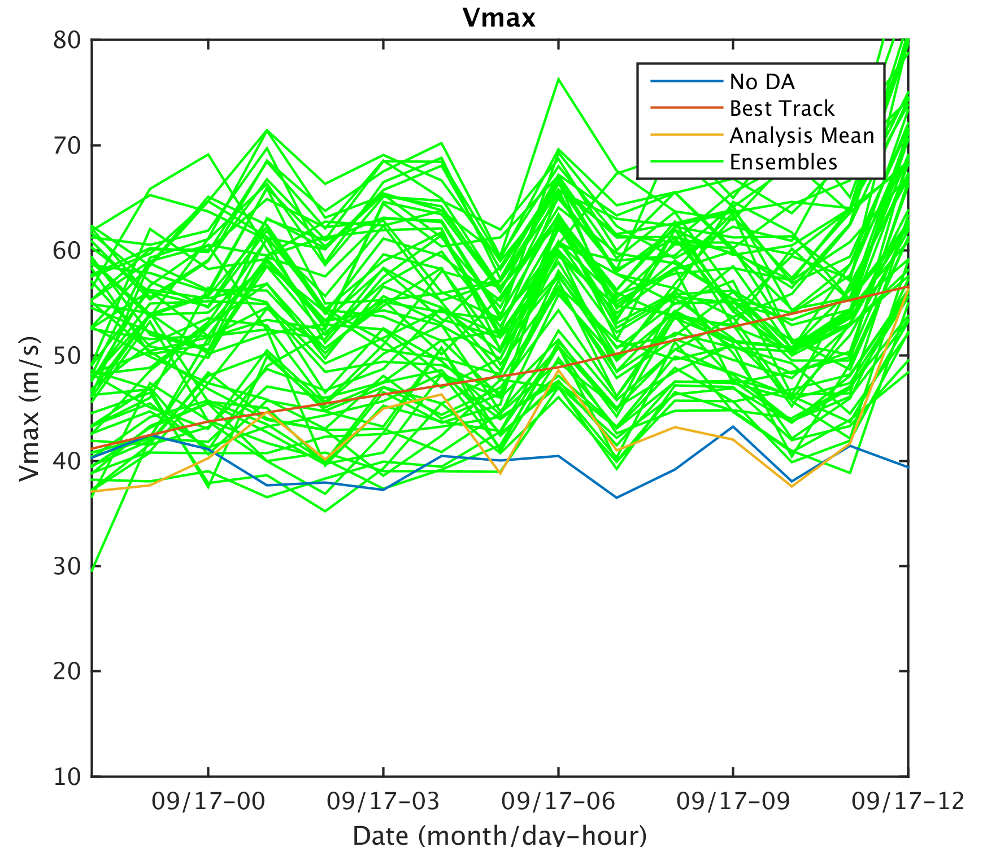 Vmax
80
70
60
50
40
30
20
10
Vmax (m/s)
No DA
Best Track
Analysis Mean
Ensembles
09/17-00
09/17-03
09/17-06
09/17-09
09/17-12
Date (month/day-hour)